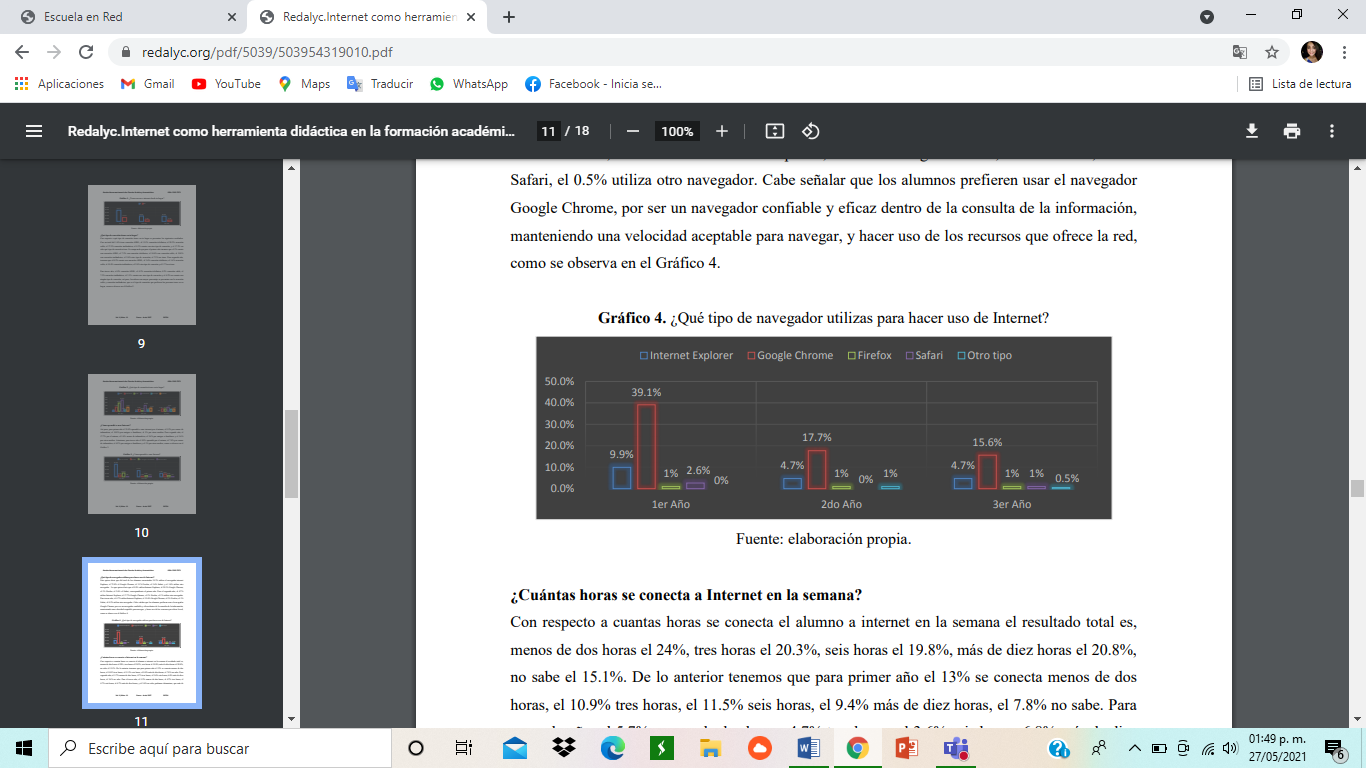 Escuela en Red
Redalyc.Internet como herramien
redalyc.org/pdf/5039/503954319010.pdf
Aplicaciones Gmail YouTube Maps Traducir WhatsApp Facebook - Inicia se... Lista de lectura
Redalyc.Internet como herramienta didáctica en la formación académi... 11 / 18 100%
9
10
11
Safari, el 0.5% utiliza otro navegador. Cabe señalar que los alumnos prefieren usar el navegador
Google Chrome, por ser un navegador confiable y eficaz dentro de la consulta de la información,
manteniendo una velocidad aceptable para navegar, y hacer uso de los recursos que ofrece la red,
como se observa en el Gráfico 4.
Gráfico 4. ¿Qué tipo de navegador utilizas para hacer uso de Internet?
Internet Explorer Google Chrome Firefox Safari Otro tipo
50.0%
40.0%
30.0%
20.0%
10.0%
0.0%
9.9% 39.1% 1% 2.6% 0%
4.7% 17.7% 1% 0% 1%
4.7% 15.6% 1% 1% 0.5%
1er Año 2do Año 3er Año
Fuente: elaboración propia.
¿Cuántas horas se conecta a Internet en la semana?
Con respecto a cuantas horas se conecta el alumno a internet en la semana el resultado total es,
menos de dos horas el 24%, tres horas el 20.3%, seis horas el 19.8%, más de diez horas el 20.8%,
no sabe el 15.1%. De lo anterior tenemos que para primer año el 13% se conecta menos de dos
horas, el 10.9% tres horas, el 11.5% seis horas, el 9.4% más de diez horas, el 7.8% no sabe. Para
Escribe aquí para buscar
01:49 p. m.
27/05/2021
6